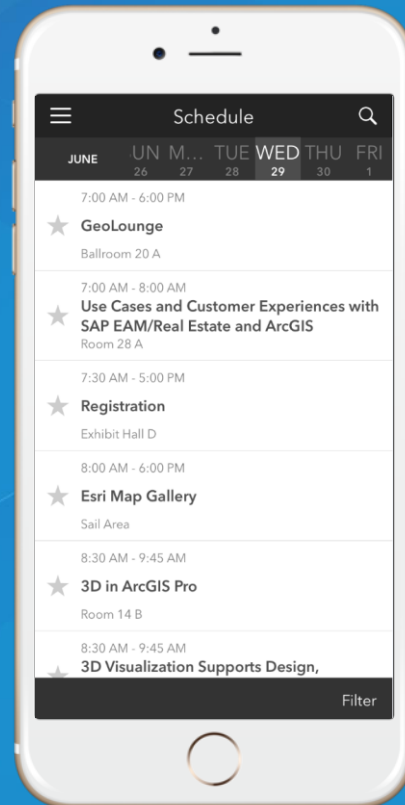 Schedule
JUNE
UN M... TUE WED THU FRI
26 27 28 29 30 1
7:00 AM - 6:00 PM
GeoLounge
Ballroom 20 A
7:00 AM - 8:00 AM
Use Cases and Customer Experiences with
SAP EAM/Real Estate and ArcGIS
Room 28 A
7:30 AM - 5:00 PM
Registration
Exhibit Hall D
8:00 AM - 6:00 PM
Esri Map Gallery
Sail Area
8:30 AM - 9:45 AM
3D in ArcGIS Pro
Room 14 B
8:30 AM - 9:45 AM
3D Visualization Supports Design,
Filter